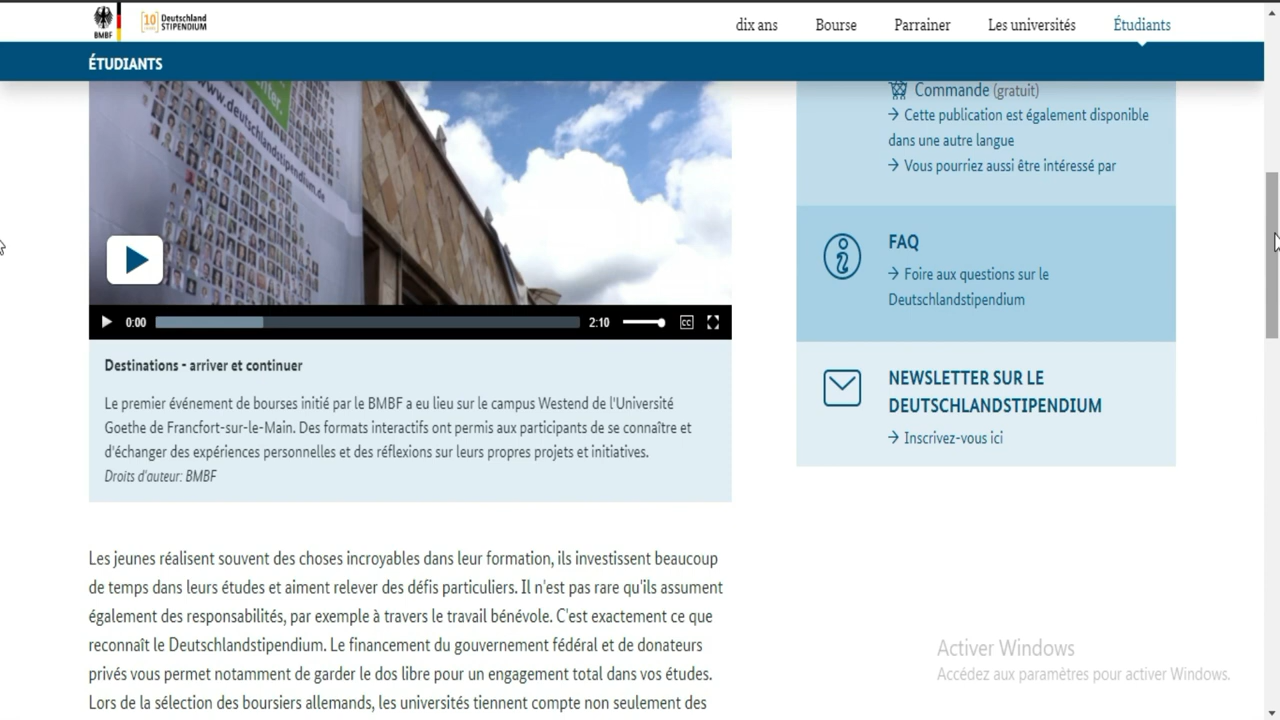 BMBF
10
Deutschland
STIPENDIUM
dix ans
Bourse
Parrainer
Les universités
Étudiants
ÉTUDIANTS
www.deutschlandstipendium.de
0:00
2:10
CC
Destinations - arriver et continuer
Le premier événement de bourses initié par le BMBF a eu lieu sur le campus Westend de l'Université
Goethe de Francfort-sur-le-Main. Des formats interactifs ont permis aux participants de se connaître et
d'échanger des expériences personnelles et des réflexions sur leurs propres projets et initiatives.
Droits d'auteur: BMBF
Les jeunes réalisent souvent des choses incroyables dans leur formation, ils investissent beaucoup
de temps dans leurs études et aiment relever des défis particuliers. Il n'est pas rare qu'ils assument
également des responsabilités, par exemple à travers le travail bénévole. C'est exactement ce que
reconnaît le Deutschlandstipendium. Le financement du gouvernement fédéral et de donateurs
privés vous permet notamment de garder le dos libre pour un engagement total dans vos études.
Lors de la sélection des boursiers allemands, les universités tiennent compte non seulement des
Commande (gratuit)
→ Cette publication est également disponible
dans une autre langue
→ Vous pourriez aussi être intéressé par
FAQ
→ Foire aux questions sur le
Deutschlandstipendium
NEWSLETTER SUR LE
DEUTSCHLANDSTIPENDIUM
→ Inscrivez-vous ici
Activer Windows
Accédez aux paramètres pour activer Windows.